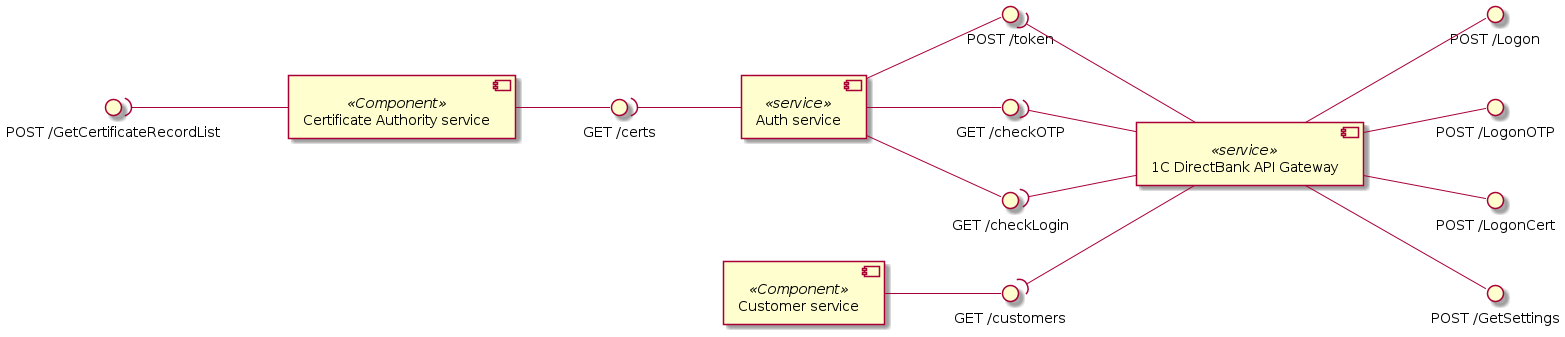 POST /GetCertificateRecordList
«Component»
Certificate Authority service
GET /certs
«service»
Auth service
«Component»
Customer service
POST /token
GET /checkOTP
GET /checkLogin
GET /customers
«service»
1C DirectBank API Gateway
POST /Logon
POST /LogonOTP
POST /LogonCert
POST /GetSettings